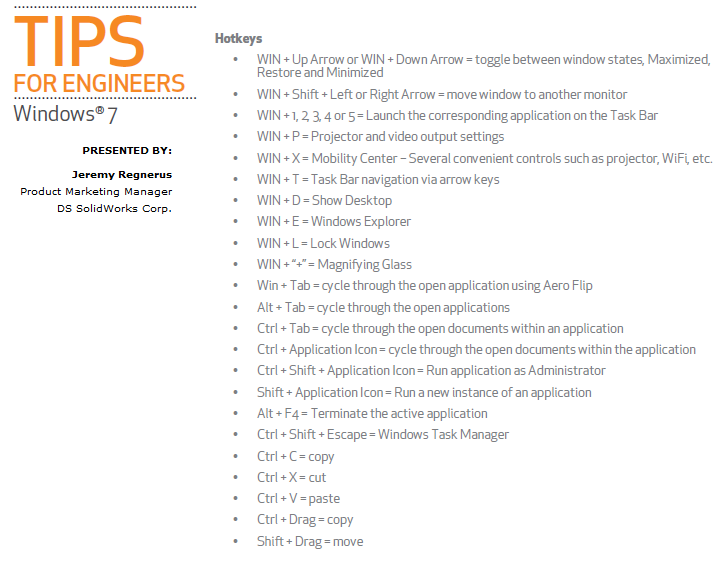 TIPS
FOR ENGINEERS
Windows® 7
PRESENTED BY:
Jeremy Regnerus
Product Marketing Manager
DS SolidWorks Corp.
Hotkeys
• WIN + Up Arrow or WIN + Down Arrow = toggle between window states, Maximized,
Restore and Minimized
• WIN + Shift + Left or Right Arrow = move window to another monitor
• WIN + 1, 2, 3, 4 or 5 = Launch the corresponding application on the Task Bar
• WIN + P = Projector and video output settings
• WIN + X = Mobility Center – Several convenient controls such as projector, WiFi, etc.
• WIN + T = Task Bar navigation via arrow keys
• WIN + D = Show Desktop
• WIN + E = Windows Explorer
• WIN + L = Lock Windows
• WIN + “+” = Magnifying Glass
• Win + Tab = cycle through the open application using Aero Flip
• Alt + Tab = cycle through the open applications
• Ctrl + Tab = cycle through the open documents within an application
• Ctrl + Application Icon = cycle through the open documents within the application
• Ctrl + Shift + Application Icon = Run application as Administrator
• Shift + Application Icon = Run a new instance of an application
• Alt + F4 = Terminate the active application
• Ctrl + Shift + Escape = Windows Task Manager
• Ctrl + C = copy
• Ctrl + X = cut
• Ctrl + V = paste
• Ctrl + Drag = copy
• Shift + Drag = move